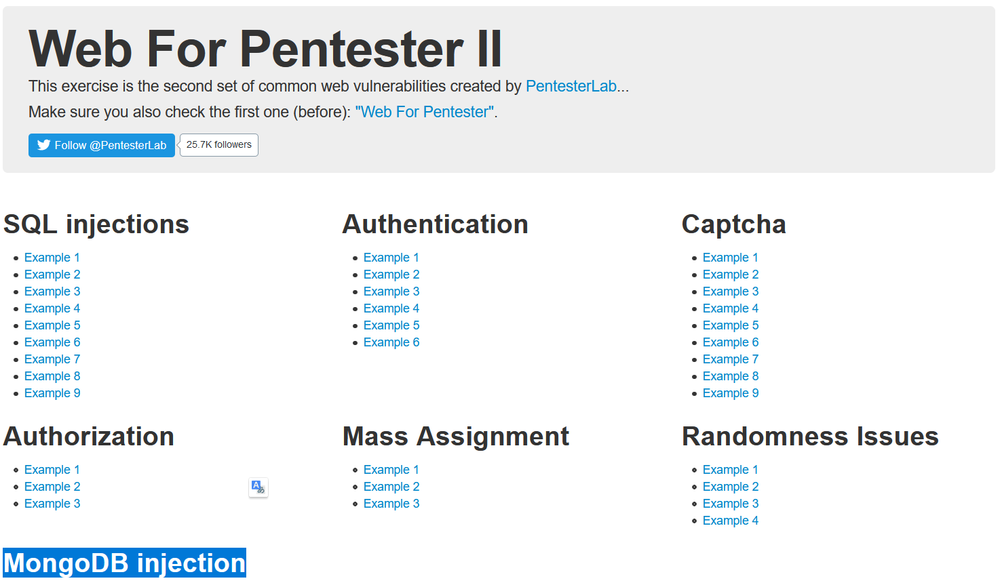 Web For Pentester II
This exercise is the second set of common web vulnerabilities created by PentesterLab...
Make sure you also check the first one (before): "Web For Pentester".
Follow @PentesterLab
25.7K followers
SQL injections
Example 1
Example 2
Example 3
Example 4
Example 5
Example 6
Example 7
Example 8
Example 9
Authentication
Example 1
Example 2
Example 3
Example 4
Example 5
Example 6
Captcha
Example 1
Example 2
Example 3
Example 4
Example 5
Example 6
Example 7
Example 8
Example 9
Authorization
Example 1
Example 2
Example 3
Mass Assignment
Example 1
Example 2
Example 3
Randomness Issues
Example 1
Example 2
Example 3
Example 4
MongoDB injection